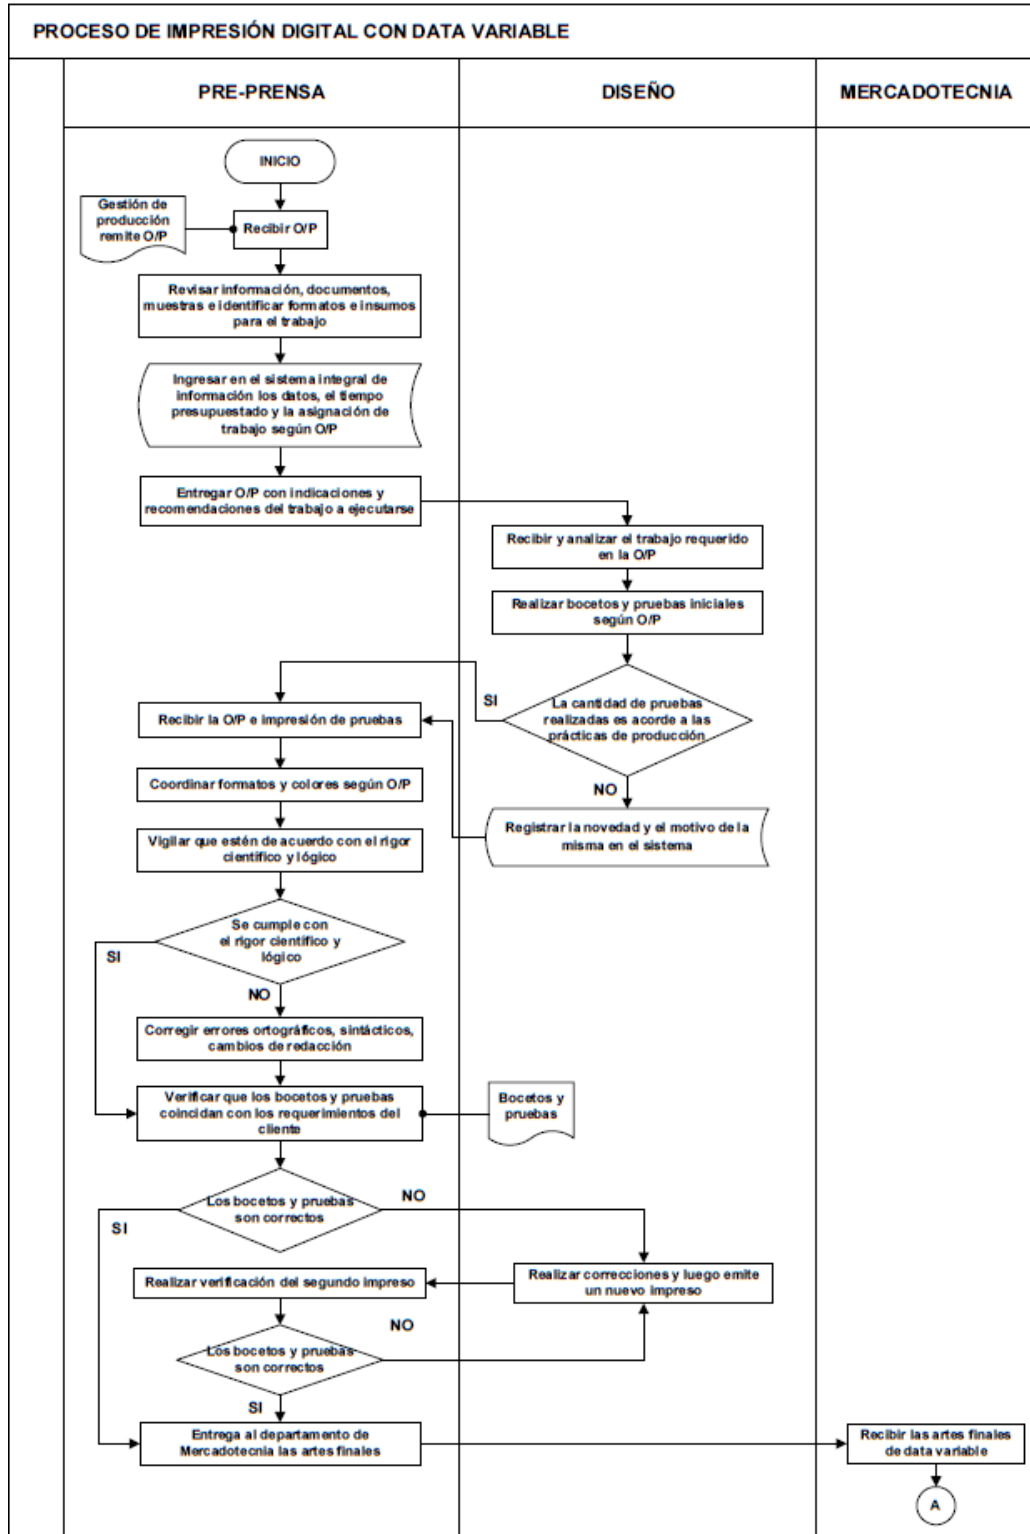 PROCESO DE IMPRESIÓN DIGITAL CON DATA VARIABLE
PRE-PRENSA
DISEÑO
MERCADOTECNIA
INICIO
Gestión de
producción
remite O/P
Recibir O/P
Revisar información, documentos,
muestras e identificar formatos e insumos
para el trabajo
Ingresar en el sistema integral de
información los datos, el tiempo
presupuestado y la asignación de
trabajo según O/P
Entregar O/P con indicaciones y
recomendaciones del trabajo a ejecutarse
Recibir y analizar el trabajo requerido
en la O/P
Realizar bocetos y pruebas iniciales
según O/P
La cantidad de pruebas
realizadas es acorde a las
prácticas de producción
SI
NO
Recibir la O/P e impresión de pruebas
Registrar la novedad y el motivo de la
misma en el sistema
Coordinar formatos y colores según O/P
Vigilar que estén de acuerdo con el rigor
científico y lógico
Se cumple con
el rigor científico y
lógico
SI
NO
Corregir errores ortográficos, sintácticos,
cambios de redacción
Verificar que los bocetos y pruebas
coincidan con los requerimientos del
cliente
Bocetos y
pruebas
Los bocetos y pruebas
son correctos
NO
SI
Realizar correcciones y luego emite
un nuevo impreso
Realizar verificación del segundo impreso
Los bocetos y pruebas
son correctos
NO
SI
Entrega al departamento de
Mercadotecnia las artes finales
Recibir las artes finales
de data variable
A